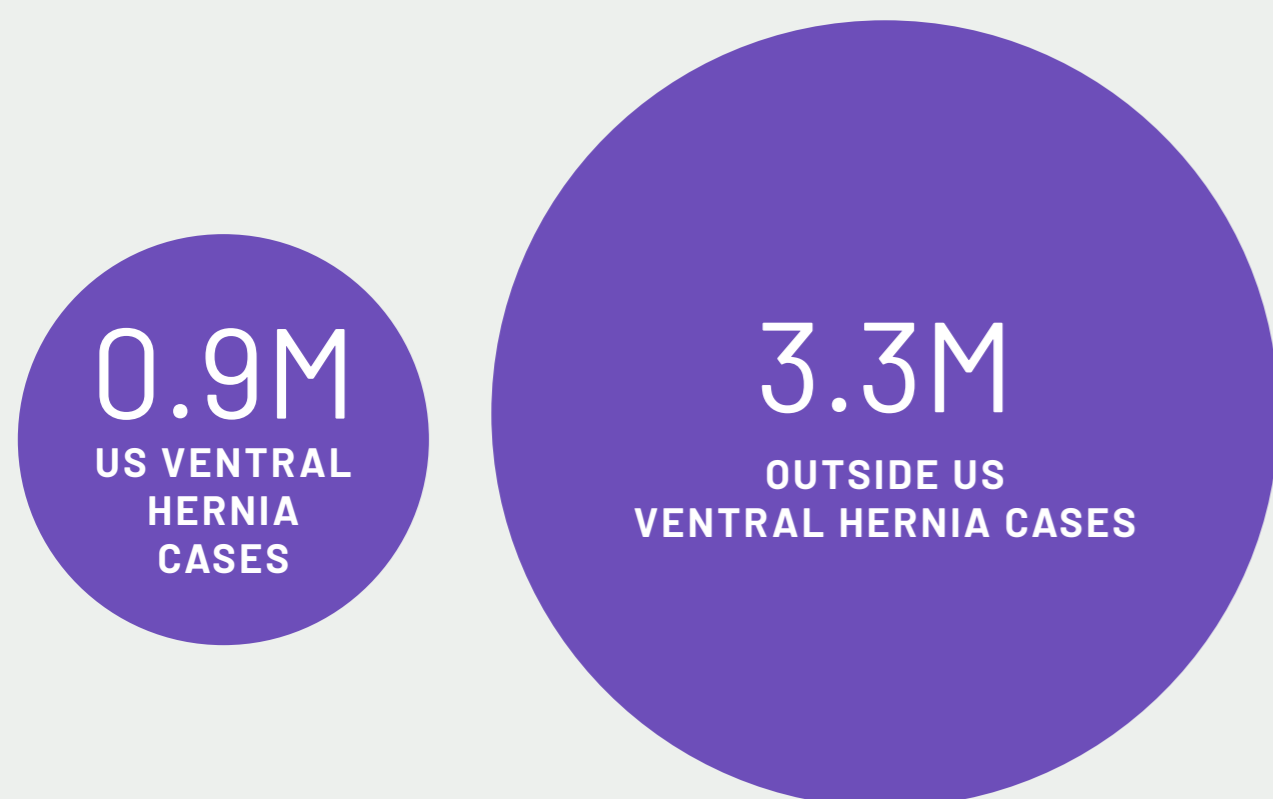 0.9M
US VENTRAL
HERNIA
CASES
3.3M
OUTSIDE US
VENTRAL HERNIA CASES